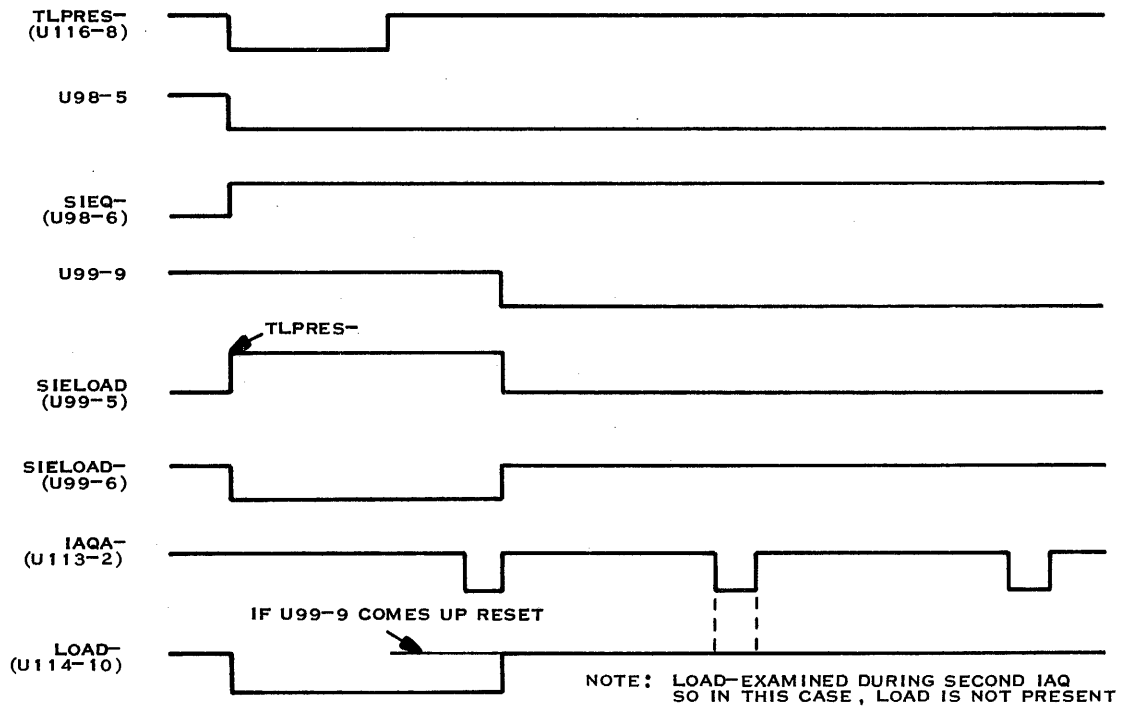 TLPRES-
(U116-8)
U98-5
SIEQ-
(U98-6)
U99-9
TLPRES-
SIELOAD
(U99-5)
SIELOAD-
(U99-6)
IAQA-
(U113-2)
IF U99-9 COMES UP RESET
LOAD-
(U114-10)
NOTE: LOAD-EXAMINED DURING SECOND IAQ
SO IN THIS CASE, LOAD IS NOT PRESENT